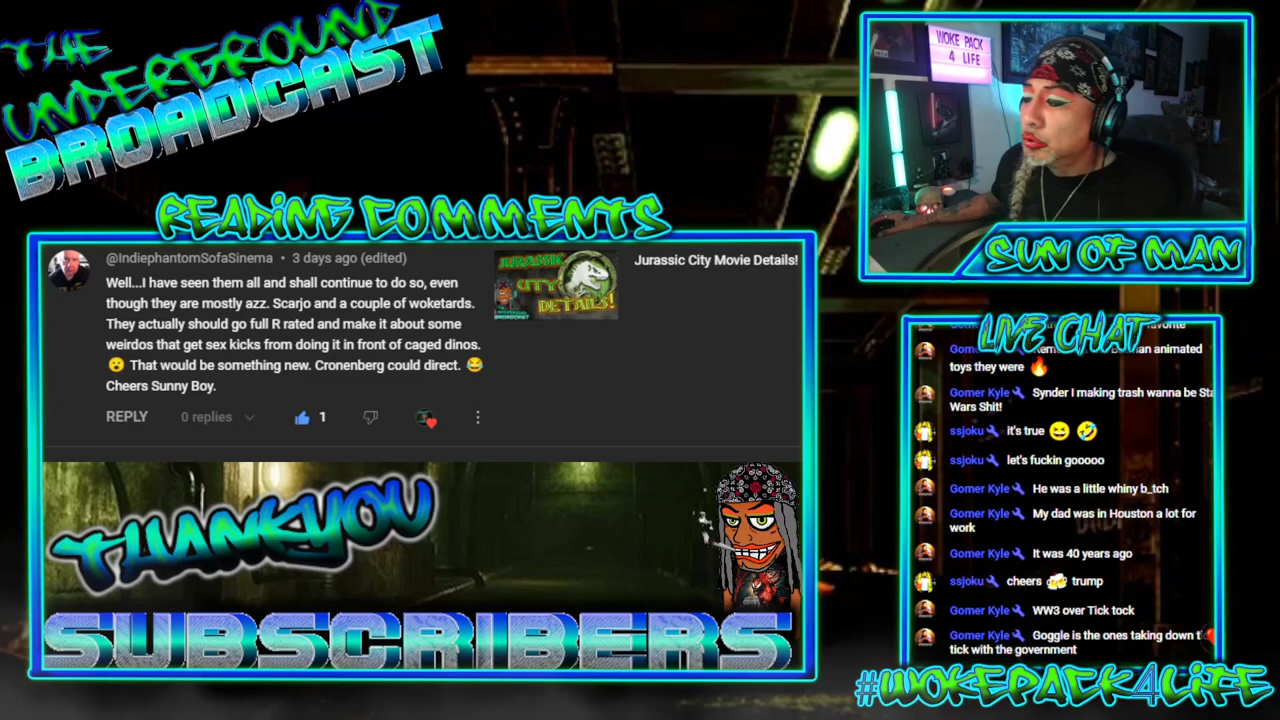 THE
UNDERGROUND
BROADCAST
WOKE PACK
4 LIFE
SUN OF MAN
READING COMMENTS
@IndiephantomSofaSinema • 3 days ago (edited)
Well...I have seen them all and shall continue to do so, even
though they are mostly azz. Scarjo and a couple of woketards.
They actually should go full R rated and make it about some
weirdos that get sex kicks from doing it in front of caged dinos.
😮 That would be something new. Cronenberg could direct. 😂
Cheers Sunny Boy.
REPLY 0 replies 1
JURASSIC
CITY
DETAILS!
Jurassic City Movie Details!
THANKYOU
SUBSCRIBERS
LIVE CHAT
animated
toys they were 🔥
Gomer Kyle Synder I making trash wanna be Sta
Wars Shit!
ssjoku it's true 😆 🤣
ssjoku let's fuckin gooooo
Gomer Kyle He was a little whiny b_tch
Gomer Kyle My dad was in Houston a lot for
work
Gomer Kyle It was 40 years ago
ssjoku cheers 🍻 trump
Gomer Kyle WW3 over Tick tock
Gomer Kyle Goggle is the ones taking down ti
tick with the government
#WOKEPACK4LIFE